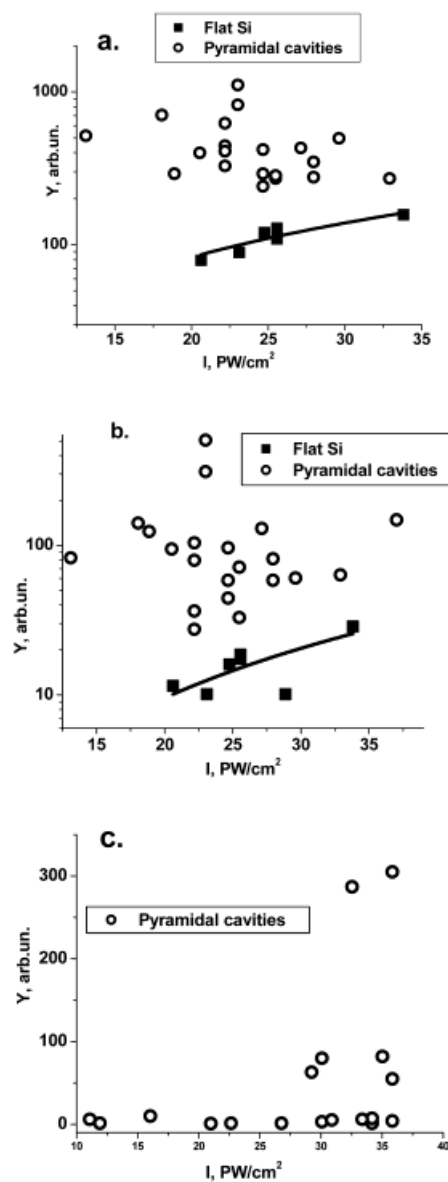 Flat Si
Pyramidal cavities
a.
1000
100
Y, arb.un.
15 20 25 30 35
I, PW/cm²
b.
Flat Si
Pyramidal cavities
100
10
Y, arb.un.
15 20 25 30 35
I, PW/cm²
c.
300
Pyramidal cavities
200
100
0
Y, arb.un.
10 15 20 25 30 35 40
I, PW/cm²